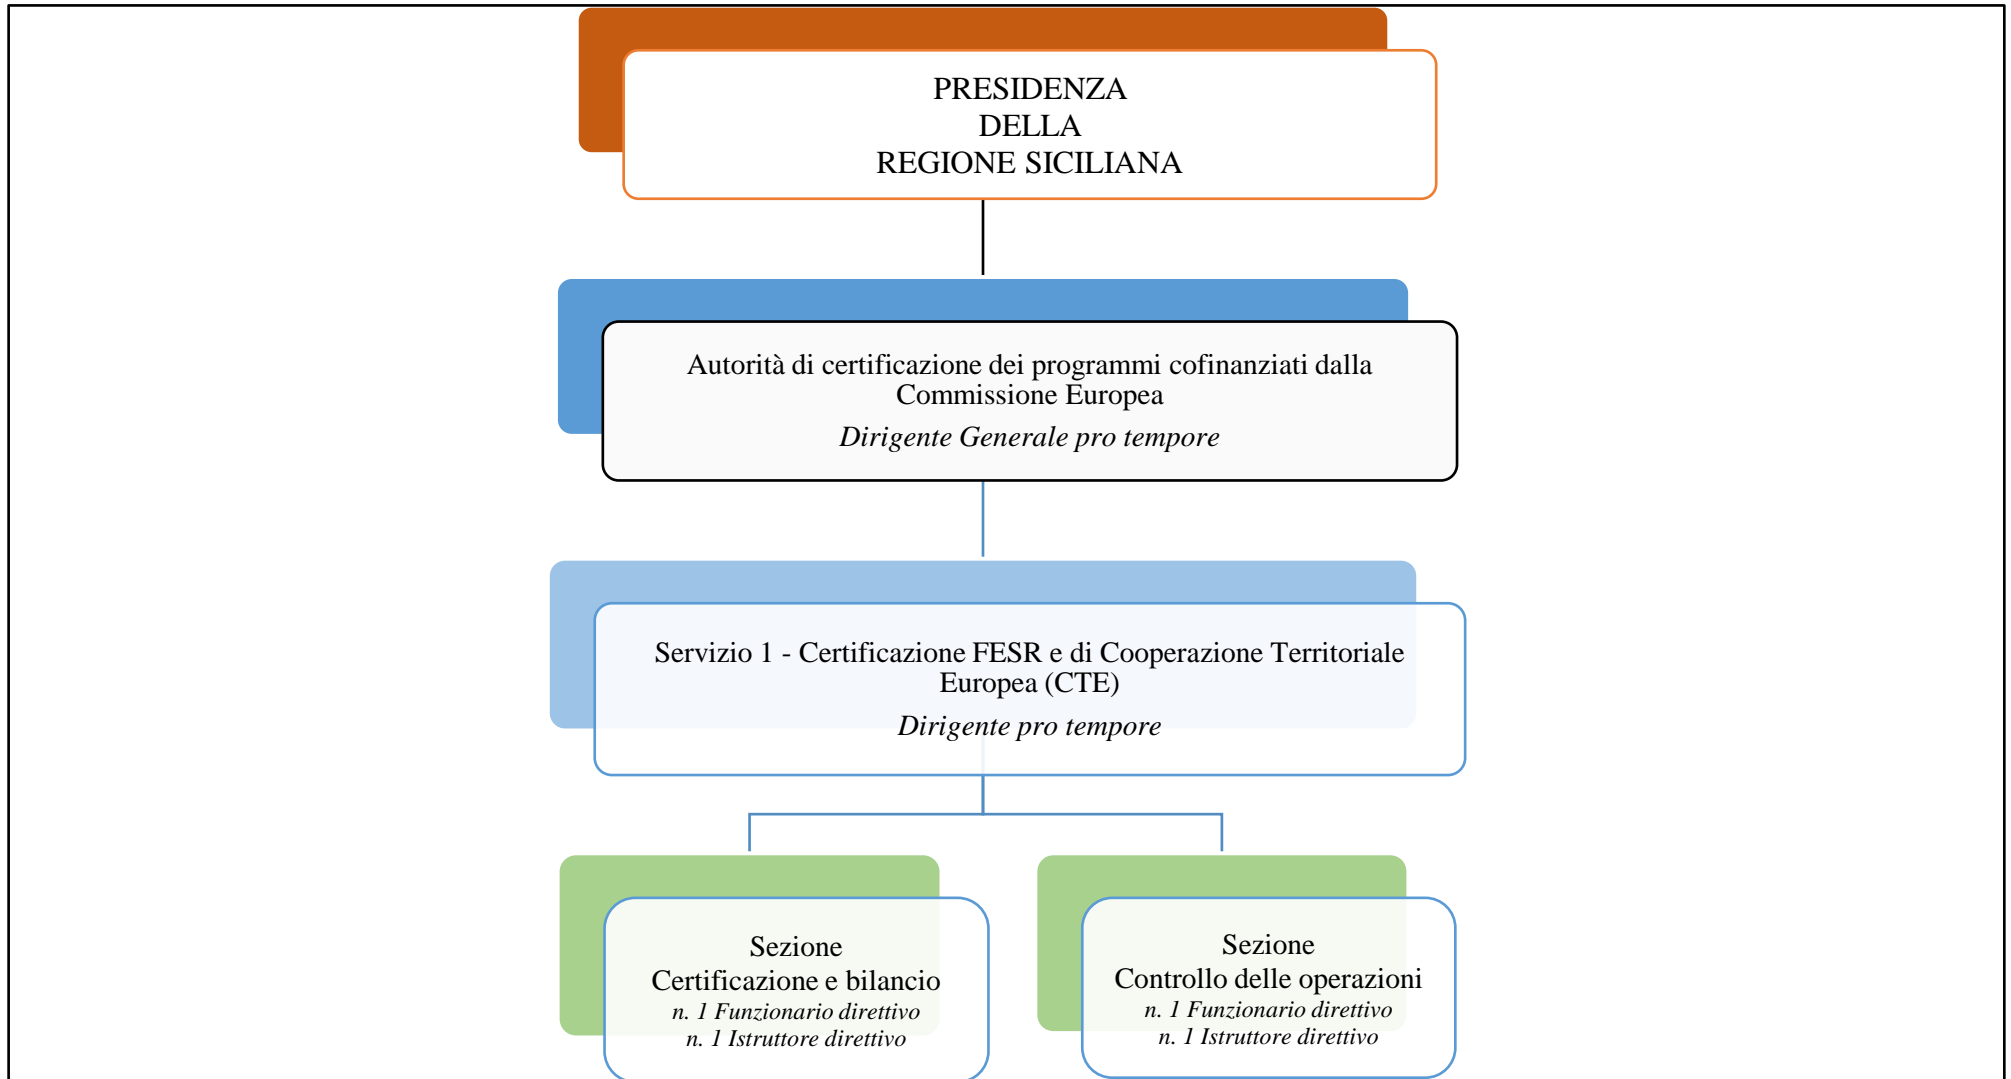 PRESIDENZA
DELLA
REGIONE SICILIANA
Autorità di certificazione dei programmi cofinanziati dalla
Commissione Europea
Dirigente Generale pro tempore
Servizio 1 - Certificazione FESR e di Cooperazione Territoriale
Europea (CTE)
Dirigente pro tempore
Sezione
Certificazione e bilancio
n. 1 Funzionario direttivo
n. 1 Istruttore direttivo
Sezione
Controllo delle operazioni
n. 1 Funzionario direttivo
n. 1 Istruttore direttivo